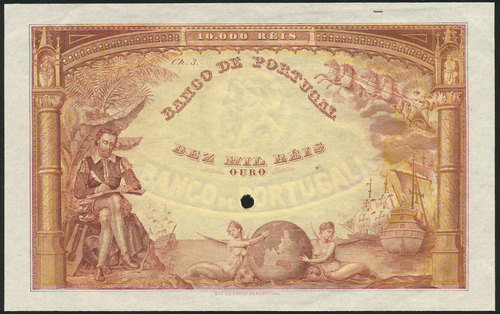 10.000 RÉIS
Ch. 3.
BANCO DE PORTUGAL
DEZ MIL RÉIS
OURO
BANCO DE PORTUGAL